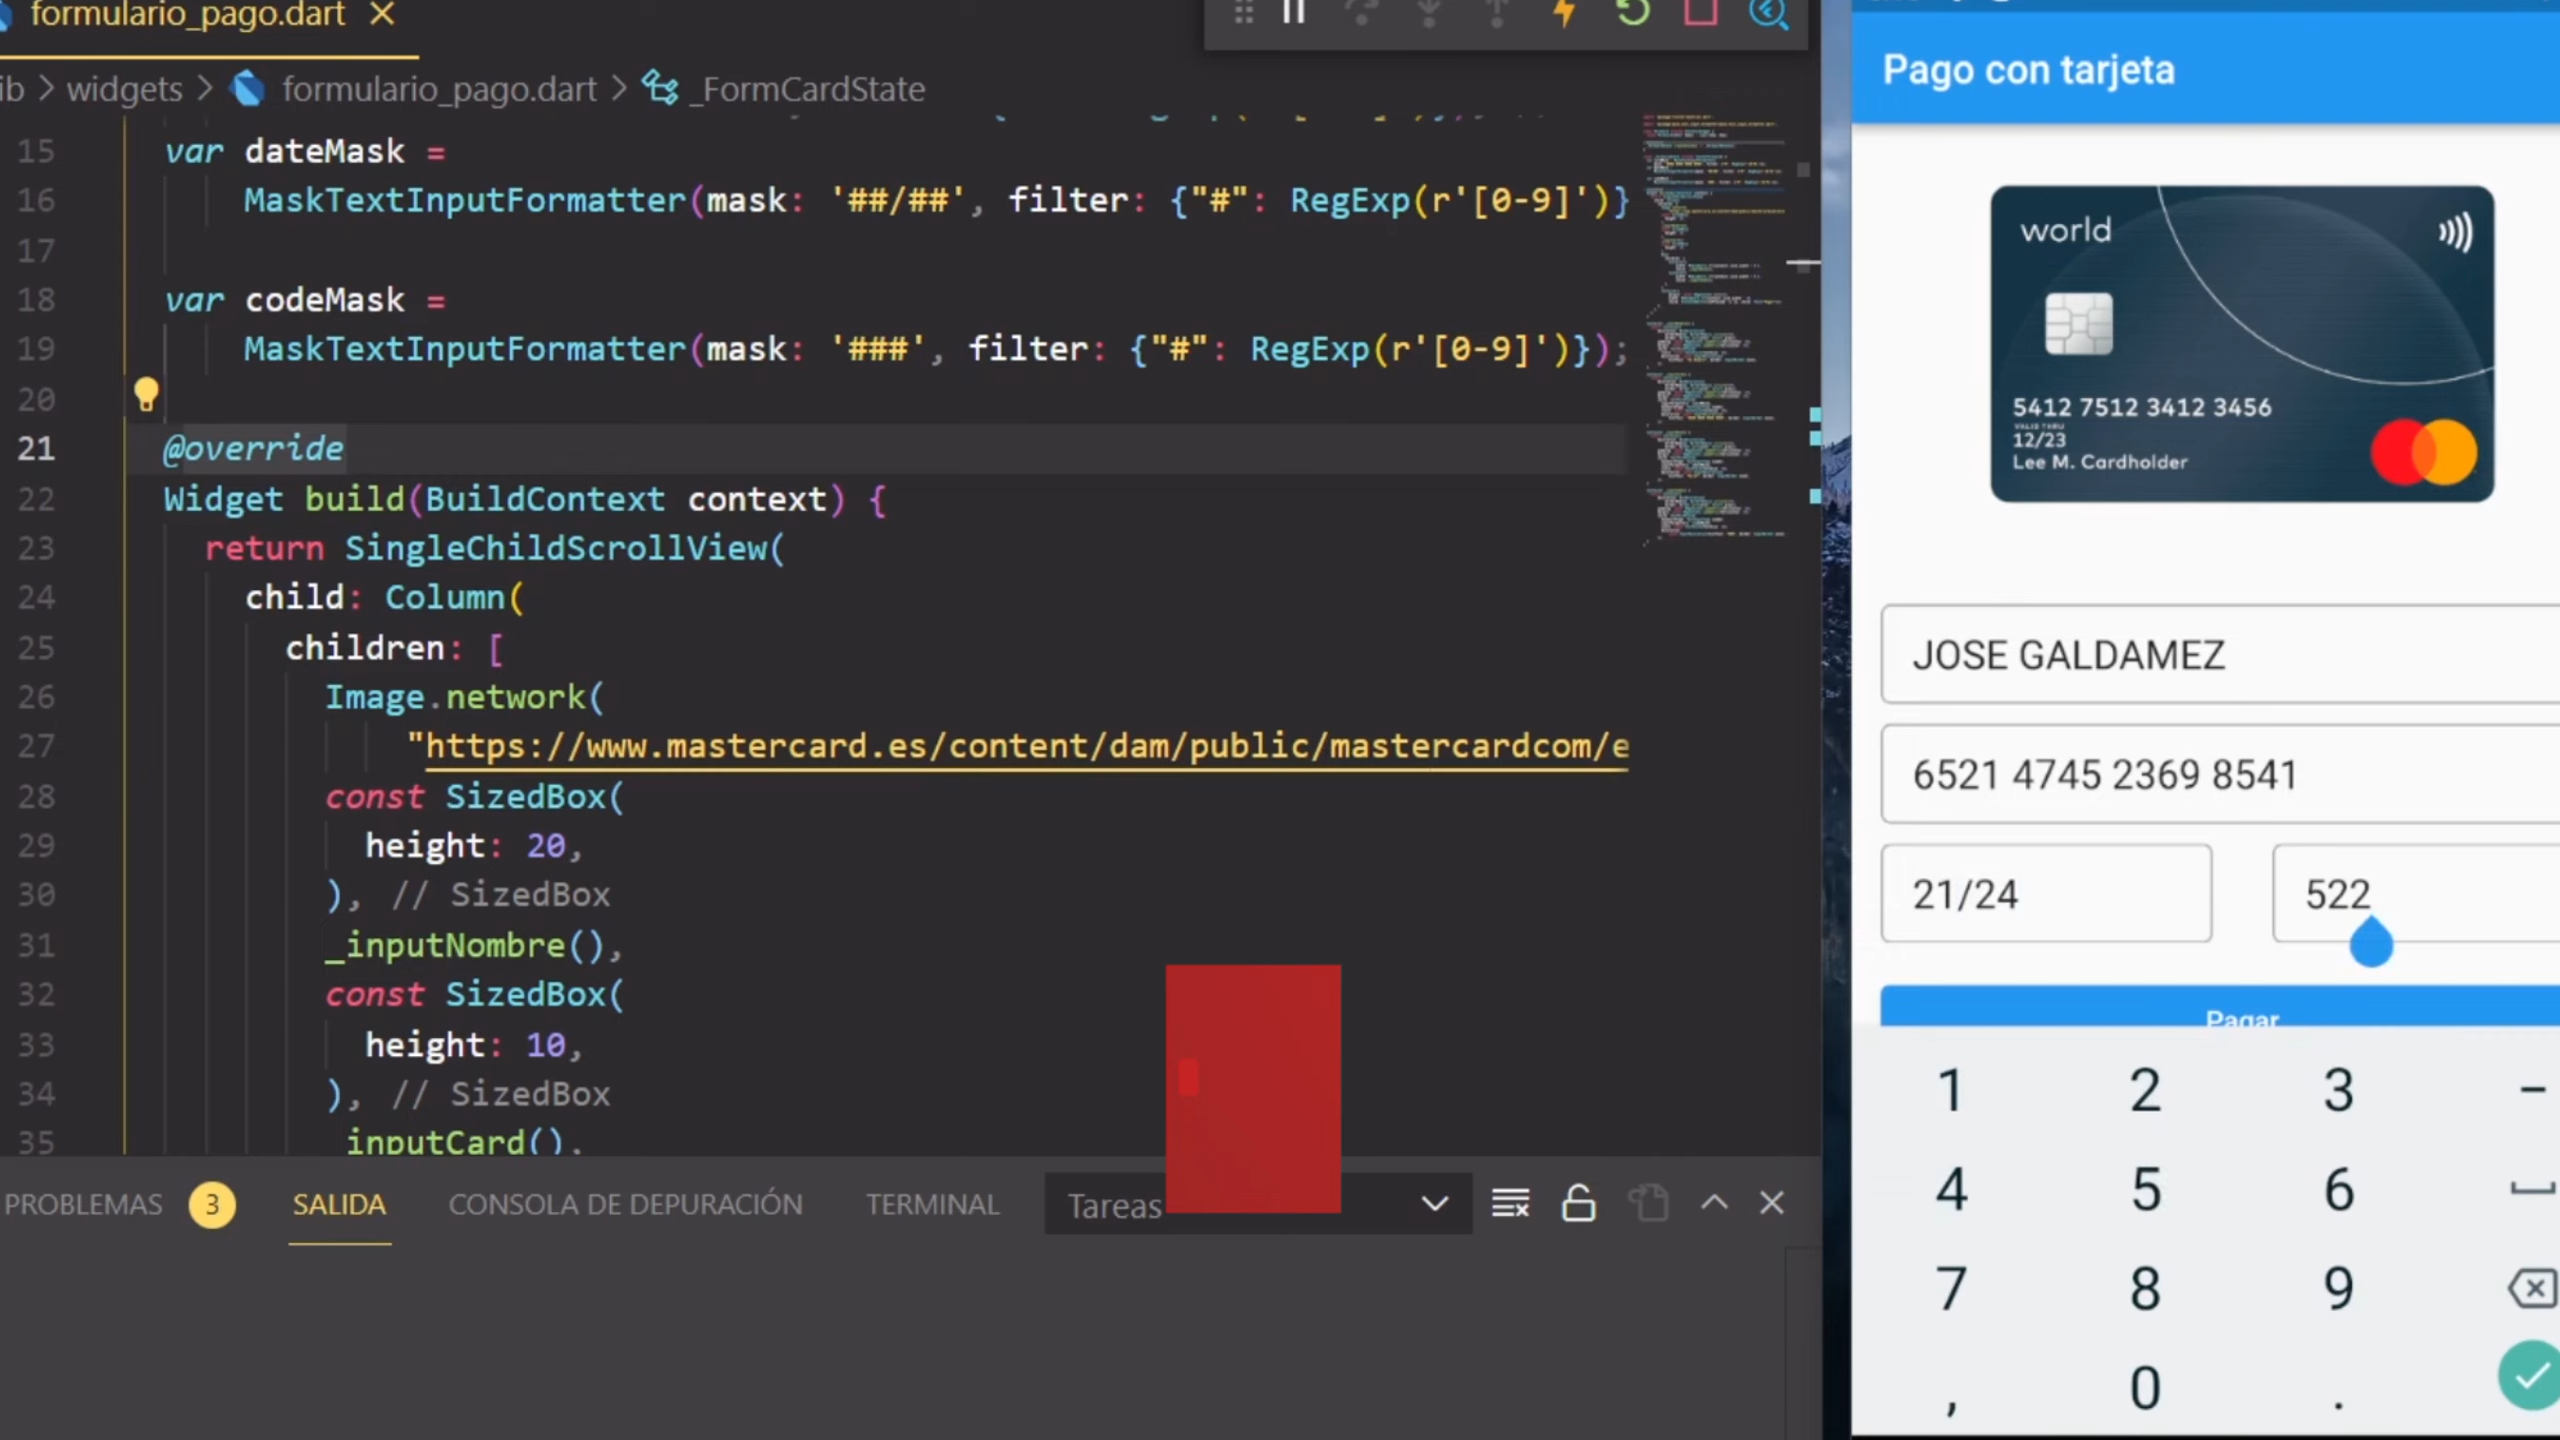 formulario_pago.dart
ib > widgets > formulario_pago.dart > _FormCardState
15 var dateMask =
16 MaskTextInputFormatter(mask: '##/##', filter: {"#": RegExp(r'[0-9]')}
17
18 var codeMask =
19 MaskTextInputFormatter(mask: '###', filter: {"#": RegExp(r'[0-9]')});
20
21 @override
22 Widget build(BuildContext context) {
23 return SingleChildScrollView(
24 child: Column(
25 children: [
26 Image.network(
27 "https://www.mastercard.es/content/dam/public/mastercardcom/e
28 const SizedBox(
29 height: 20,
30 ), // SizedBox
31 _inputNombre(),
32 const SizedBox(
33 height: 10,
34 ), // SizedBox
35 inputCard(),
PROBLEMAS 3 SALIDA CONSOLA DE DEPURACIÓN TERMINAL Tareas
Pago con tarjeta
world
5412 7512 3412 3456
VALID THRU
12/23
Lee M. Cardholder
JOSE GALDAMEZ
6521 4745 2369 8541
21/24 522
Pagar
1 2 3 -
4 5 6
7 8 9
, 0 .